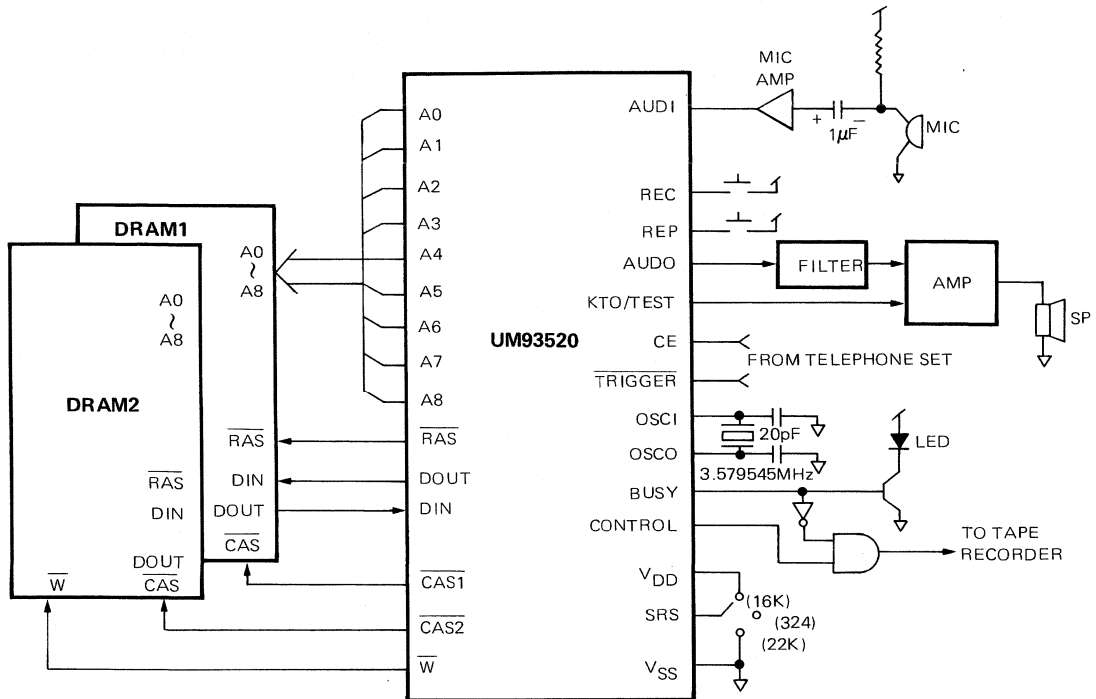 MIC
AMP
+
1µF
−
MIC
DRAM1
A0
~
A8
RAS
DIN
DOUT
CAS
DRAM2
A0
~
A8
RAS
DIN
DOUT
W
CAS
UM93520
A0
A1
A2
A3
A4
A5
A6
A7
A8
RAS
DOUT
DIN
CAS1
CAS2
W
AUDI
REC
REP
AUDO
KTO/TEST
CE
TRIGGER
OSCI
OSCO
BUSY
CONTROL
VDD
SRS
VSS
FILTER
AMP
SP
FROM TELEPHONE SET
20pF
3.579545MHz
LED
TO TAPE
RECORDER
(16K)
(324)
(22K)